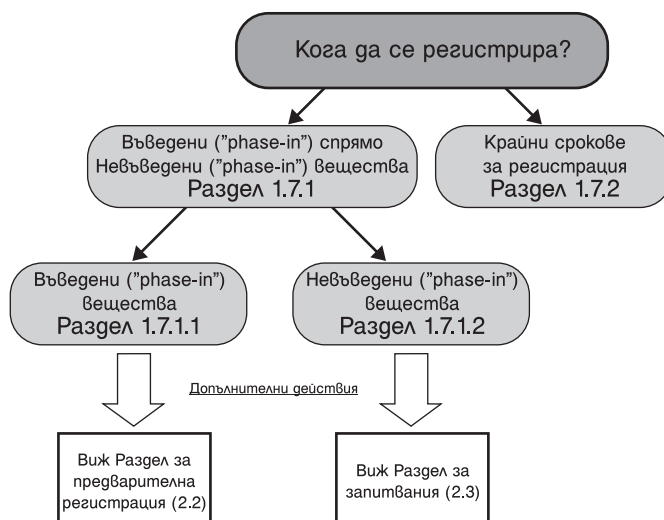 Кога да се регистрира?
Въведени ("phase-in") спрямо
Невъведени ("phase-in") вещества
Раздел 1.7.1
Крайни срокове
за регистрация
Раздел 1.7.2
Въведени ("phase-in")
вещества
Раздел 1.7.1.1
Невъведени ("phase-in")
вещества
Раздел 1.7.1.2
Допълнителни действия
Виж Раздел за
предварителна
регистрация (2.2)
Виж Раздел за
запитвания (2.3)